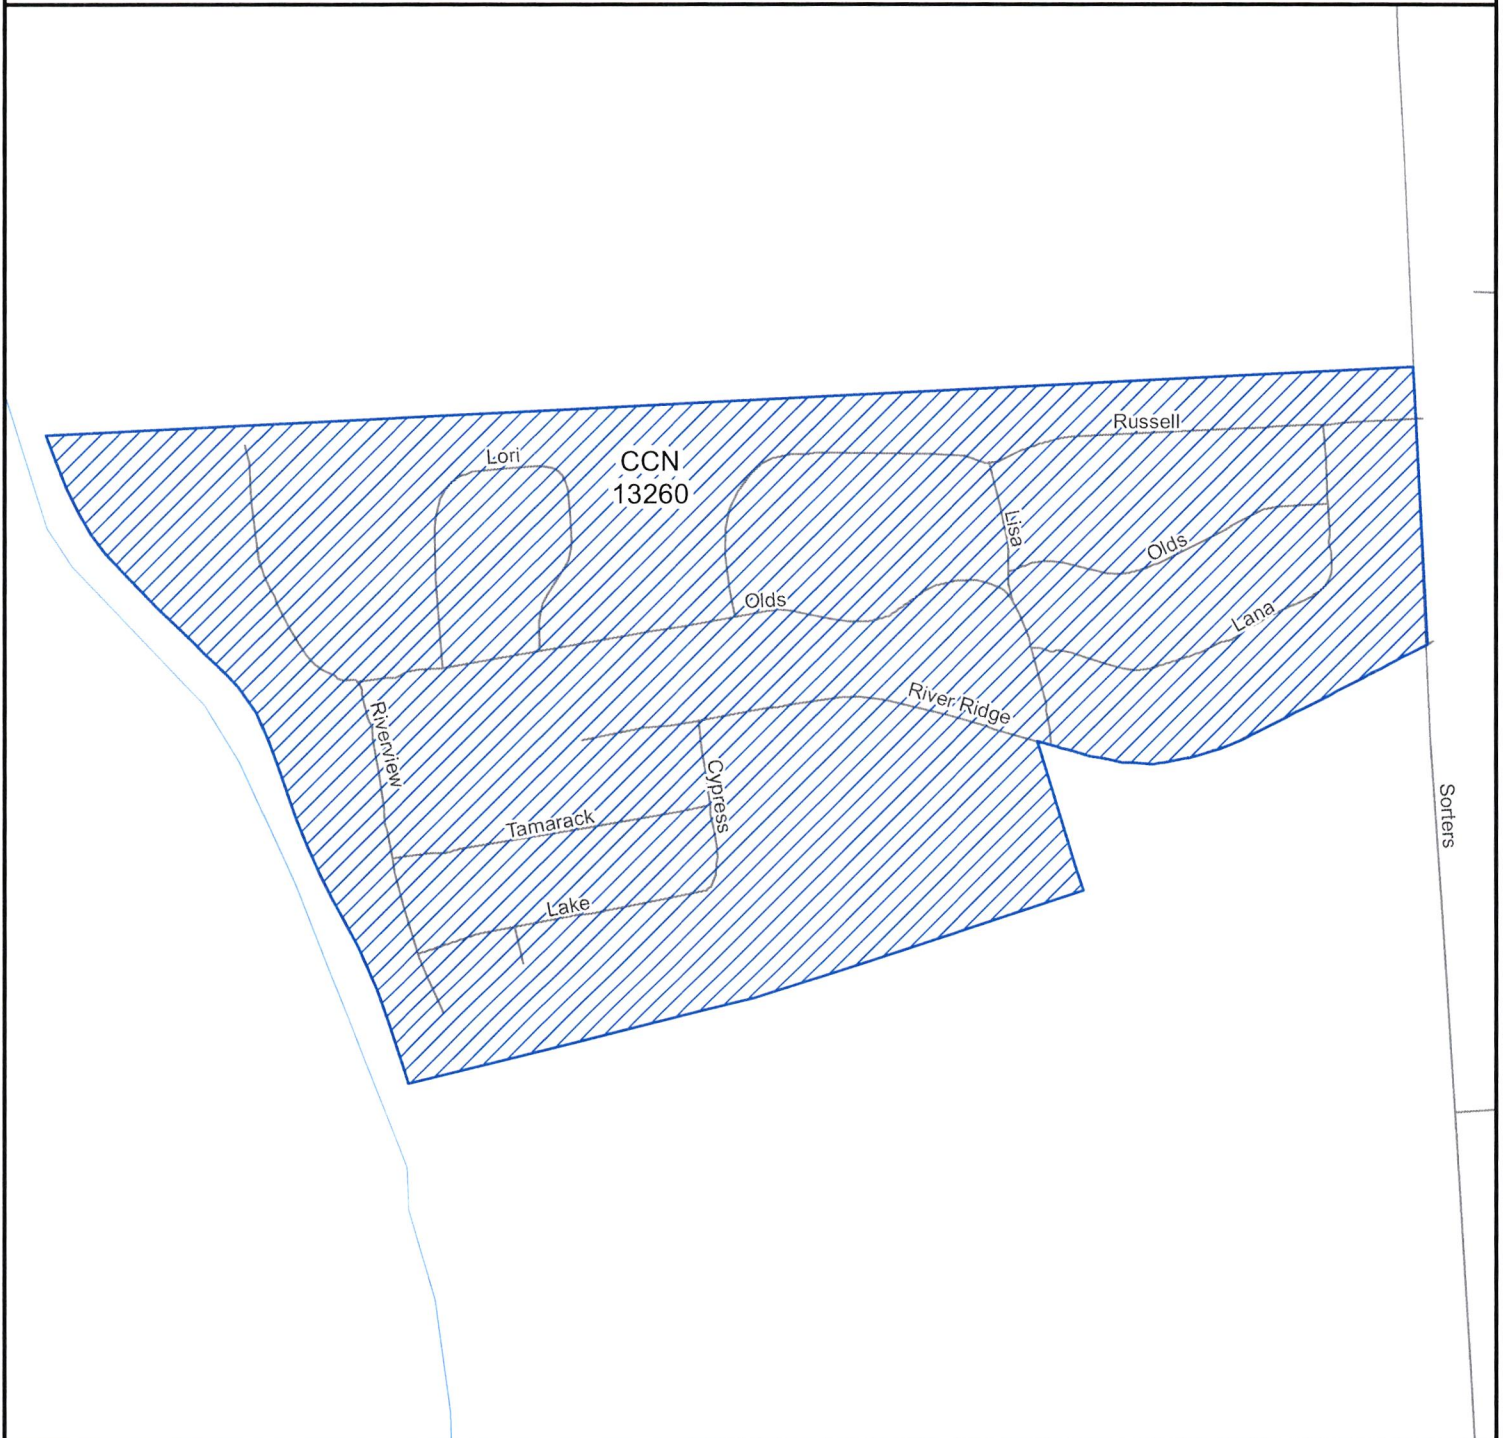 Russell
Lori
CCN
13260
Lisa
Olds
Olds
Lana
River Ridge
Riverview
Cypress
Sorters
Tamarack
Lake